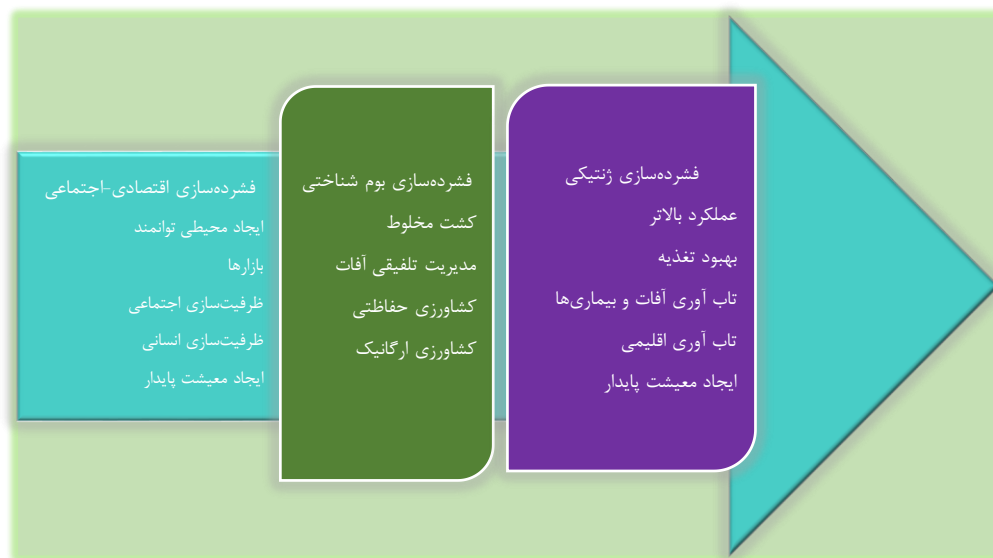 فشرده‌سازی ژنتیکی
عملکرد بالاتر
بهبود تغذیه
تاب آوری آفات و بیماری‌ها
تاب آوری اقلیمی
ایجاد معیشت پایدار
فشرده‌سازی بوم شناختی
کشت مخلوط
مدیریت تلفیقی آفات
کشاورزی حفاظتی
کشاورزی ارگانیک
فشرده‌سازی اقتصادی-اجتماعی
ایجاد محیطی توانمند
بازارها
ظرفیت‌سازی اجتماعی
ظرفیت‌سازی انسانی
ایجاد معیشت پایدار